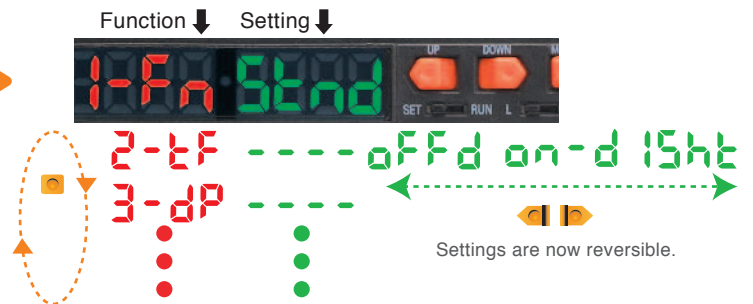 Function Setting
UP DOWN M
1-Fn Stnd
SET RUN L
2-tF ---- oFFd on-d 1Sht
3-dP ----
Settings are now reversible.